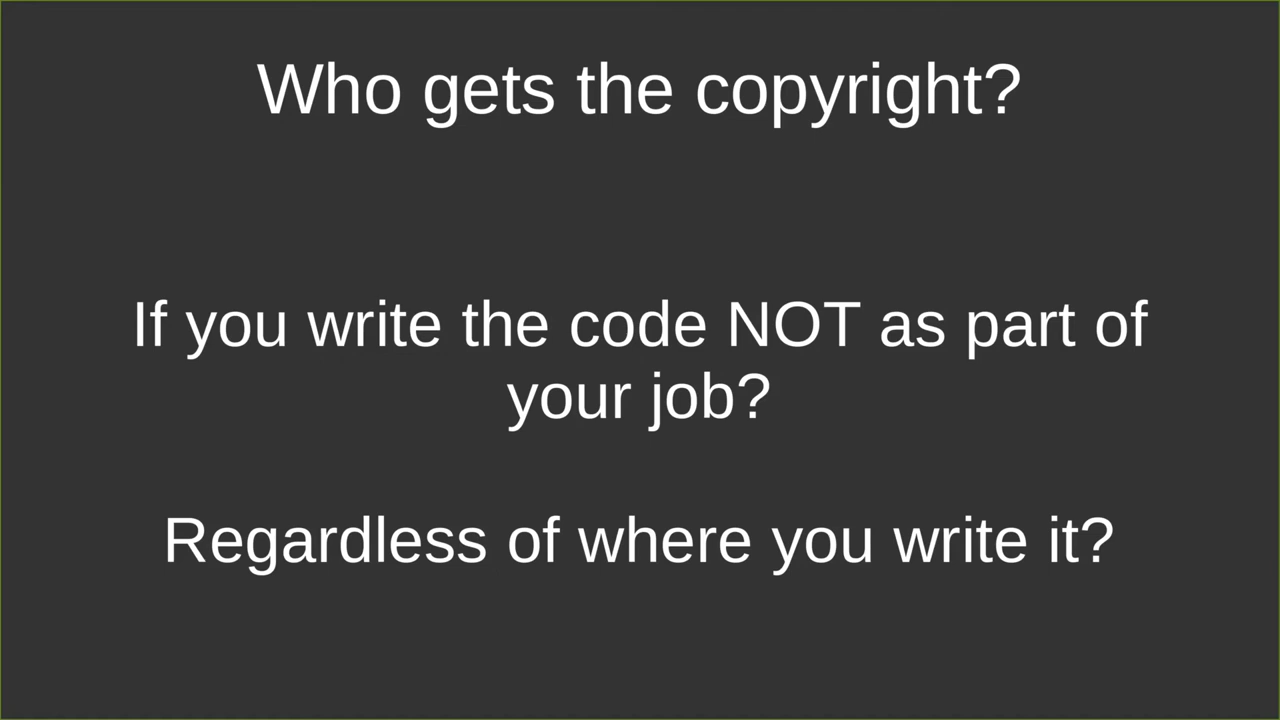 Who gets the copyright?
If you write the code NOT as part of
your job?
Regardless of where you write it?